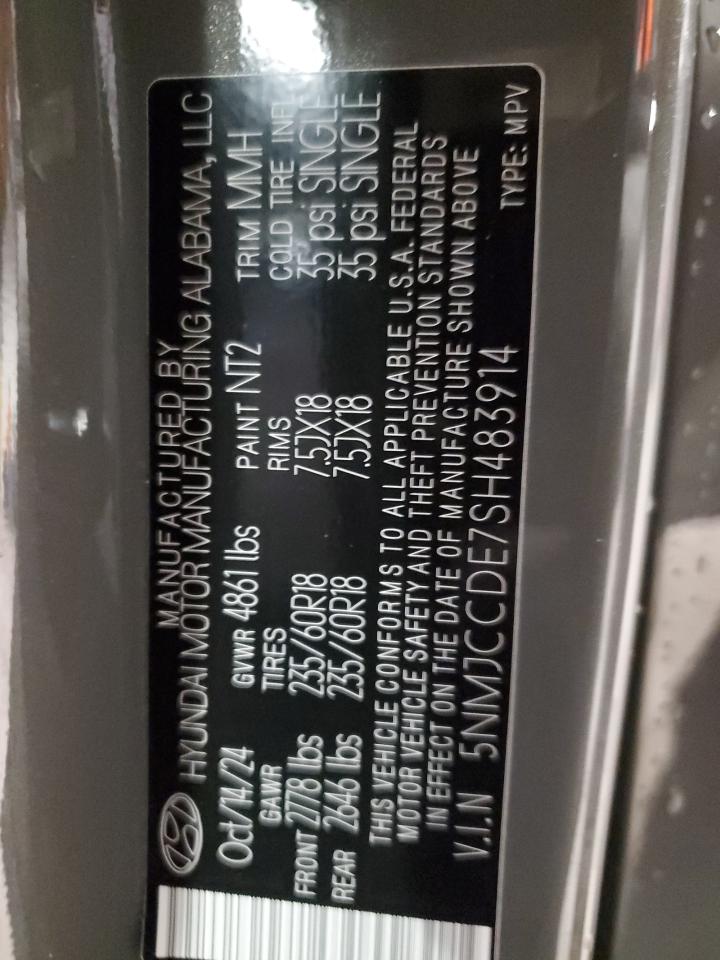 MANUFACTURED BY
HYUNDAI MOTOR MANUFACTURING ALABAMA, LLC
Oct/14/24 GVWR 4861 lbs PAINT NT2 TRIM MMH
GAWR TIRES RIMS COLD TIRE INFL
FRONT 2778 lbs 235/60R18 7.5JX18 35 psi SINGLE
REAR 2646 lbs 235/60R18 7.5JX18 35 psi SINGLE
THIS VEHICLE CONFORMS TO ALL APPLICABLE U.S.A. FEDERAL
MOTOR VEHICLE SAFETY AND THEFT PREVENTION STANDARDS
IN EFFECT ON THE DATE OF MANUFACTURE SHOWN ABOVE
V.I.N 5NMJCCDE7SH483914
TYPE: MPV